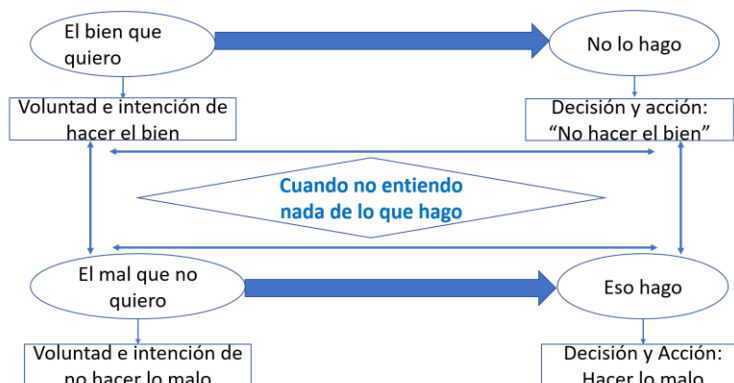 El bien que
quiero
No lo hago
Voluntad e intención de
hacer el bien
Decisión y acción:
“No hacer el bien”
Cuando no entiendo
nada de lo que hago
El mal que no
quiero
Eso hago
Voluntad e intención de
no hacer lo malo
Decisión y Acción:
Hacer lo malo